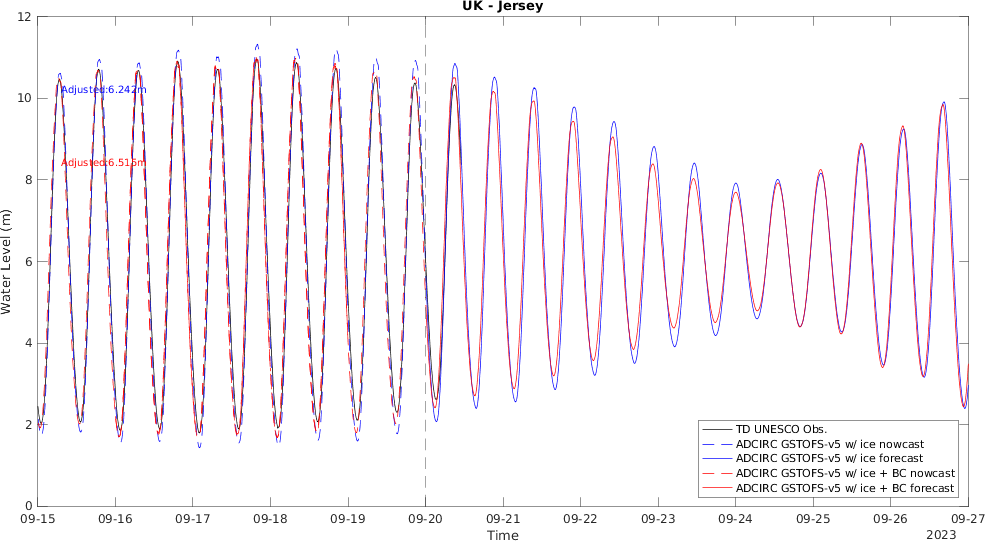 UK - Jersey
12
10
8
6
4
2
0
Water Level (m)
Adjusted:6.242m
Adjusted:6.515m
TD UNESCO Obs.
ADCIRC GSTOFS-v5 w/ ice nowcast
ADCIRC GSTOFS-v5 w/ ice forecast
ADCIRC GSTOFS-v5 w/ ice + BC nowcast
ADCIRC GSTOFS-v5 w/ ice + BC forecast
09-15 09-16 09-17 09-18 09-19 09-20 09-21 09-22 09-23 09-24 09-25 09-26 09-27
Time
2023